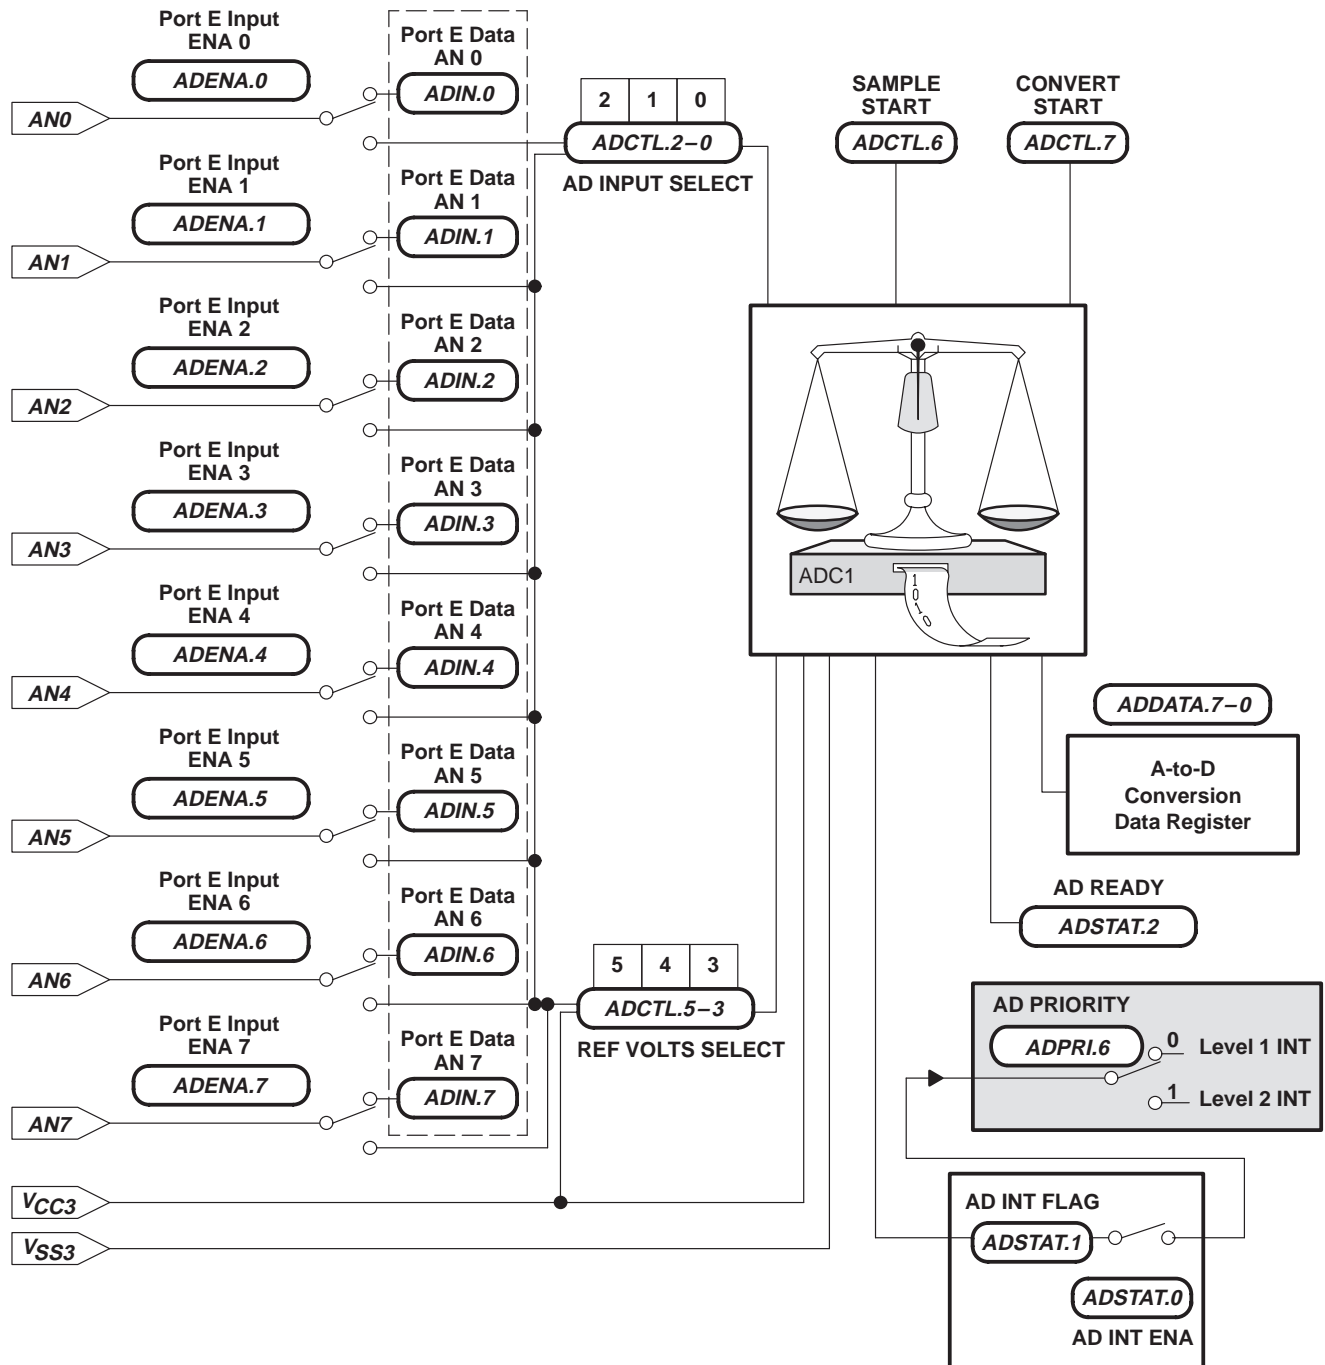 Port E Input
ENA 0
ADENA.0
AN0
Port E Data
AN 0
ADIN.0
Port E Input
ENA 1
ADENA.1
AN1
Port E Data
AN 1
ADIN.1
Port E Input
ENA 2
ADENA.2
AN2
Port E Data
AN 2
ADIN.2
Port E Input
ENA 3
ADENA.3
AN3
Port E Data
AN 3
ADIN.3
Port E Input
ENA 4
ADENA.4
AN4
Port E Data
AN 4
ADIN.4
Port E Input
ENA 5
ADENA.5
AN5
Port E Data
AN 5
ADIN.5
Port E Input
ENA 6
ADENA.6
AN6
Port E Data
AN 6
ADIN.6
Port E Input
ENA 7
ADENA.7
AN7
Port E Data
AN 7
ADIN.7
VCC3
VSS3
2 1 0
ADCTL.2–0
AD INPUT SELECT
5 4 3
ADCTL.5–3
REF VOLTS SELECT
SAMPLE
START
ADCTL.6
CONVERT
START
ADCTL.7
ADC1
1
0
1
0
ADDATA.7–0
A-to-D
Conversion
Data Register
AD READY
ADSTAT.2
AD PRIORITY
ADPRI.6
0 Level 1 INT
1 Level 2 INT
AD INT FLAG
ADSTAT.1
ADSTAT.0
AD INT ENA